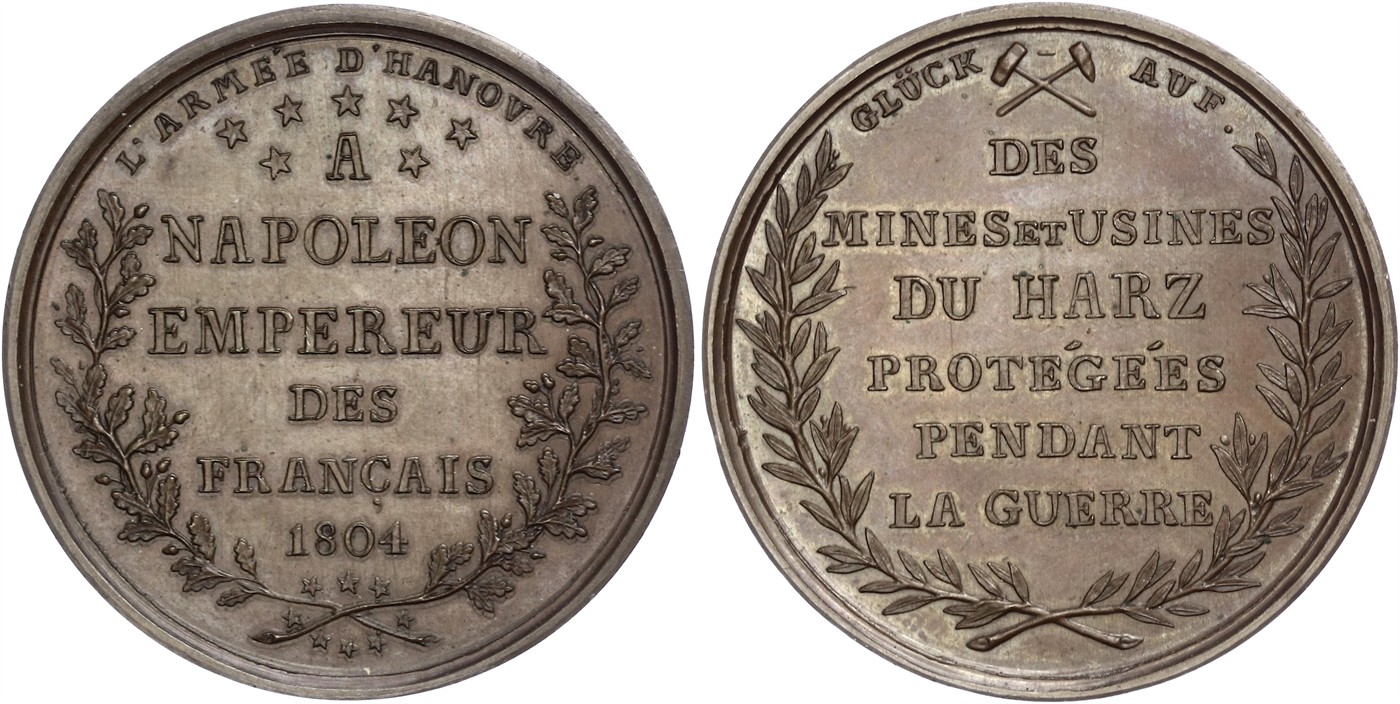 L'ARMÉE D'HANOVRE.
A
NAPOLEON
EMPEREUR
DES
FRANÇAIS
1804
GLÜCK - AUF.
DES
MINES ET USINES
DU HARZ
PROTÉGÉES
PENDANT
LA GUERRE